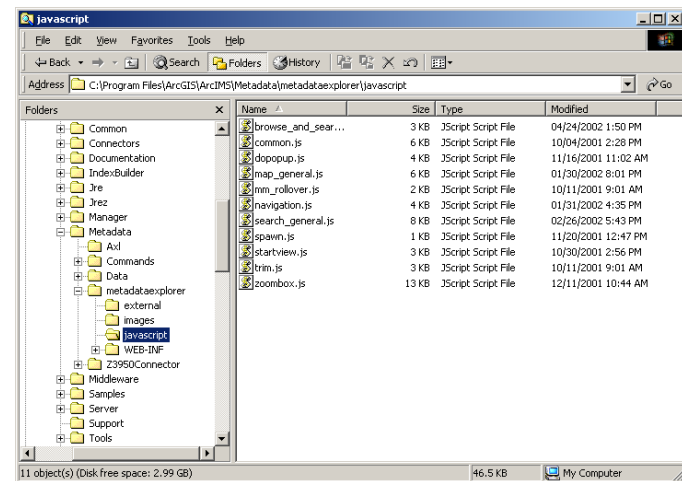 javascript
File Edit View Favorites Tools Help
Back Search Folders History
Address C:\Program Files\ArcGIS\ArcIMS\Metadata\metadataexplorer\javascript Go
Folders x Name Size Type Modified
Common
Connectors
Documentation
IndexBuilder
Jre
Jrez
Manager
Metadata
Axl
Commands
Data
metadataexplorer
external
images
javascript
WEB-INF
Z3950Connector
Middleware
Samples
Server
Support
Tools
browse_and_sear... 3 KB JScript Script File 04/24/2002 1:50 PM
common.js 6 KB JScript Script File 10/04/2001 2:28 PM
dopopup.js 4 KB JScript Script File 11/16/2001 11:02 AM
map_general.js 6 KB JScript Script File 01/30/2002 8:01 PM
mm_rollover.js 2 KB JScript Script File 10/11/2001 9:01 AM
navigation.js 4 KB JScript Script File 01/31/2002 4:35 PM
search_general.js 8 KB JScript Script File 02/26/2002 5:43 PM
spawn.js 1 KB JScript Script File 11/20/2001 12:47 PM
startview.js 3 KB JScript Script File 10/30/2001 2:56 PM
trim.js 3 KB JScript Script File 10/11/2001 9:01 AM
zoombox.js 13 KB JScript Script File 12/11/2001 10:44 AM
11 object(s) (Disk free space: 2.99 GB) 46.5 KB My Computer